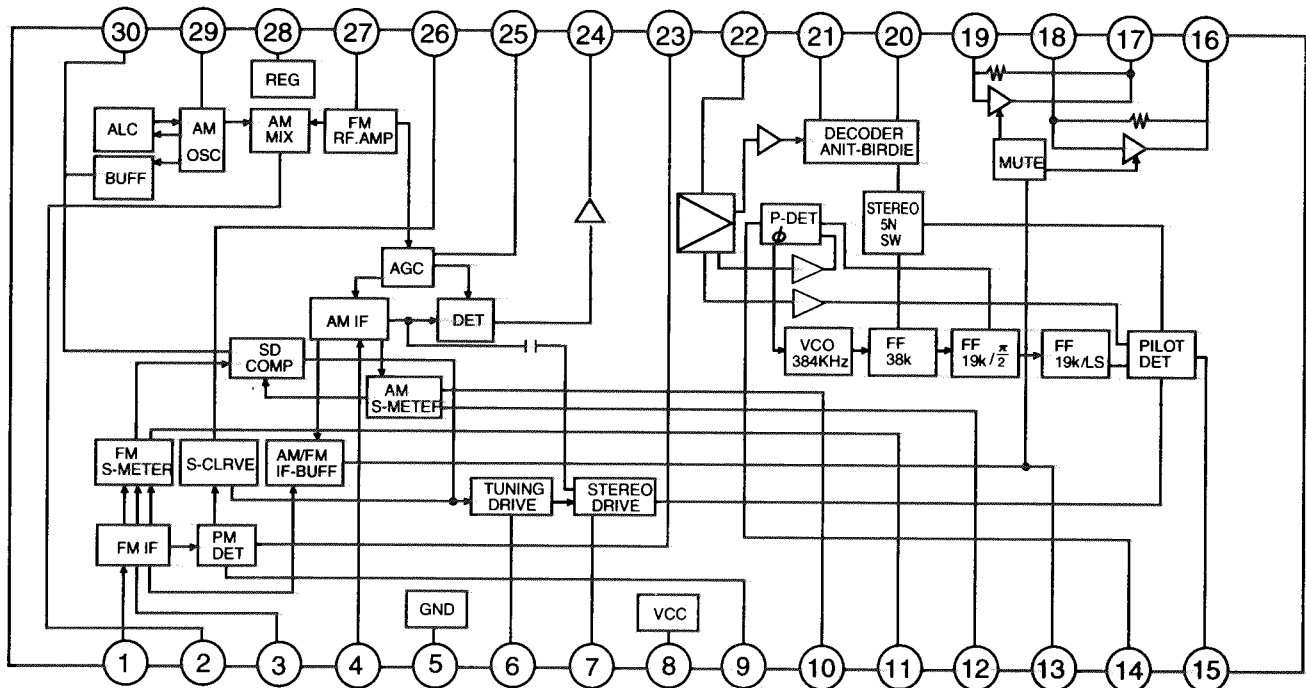 30 29 28 27 26 25 24 23 22 21 20 19 18 17 16
REG
ALC
AM
OSC
AM
MIX
FM
RF.AMP
BUFF
DECODER
ANIT-BIRDIE
MUTE
P-DET
ϕ
STEREO
5N
SW
AGC
AM IF
DET
SD
COMP
AM
S-METER
VCO
384KHz
FF
38k
FF
19k/π/2
FF
19k/LS
PILOT
DET
FM
S-METER
S-CLRVE
AM/FM
IF-BUFF
TUNING
DRIVE
STEREO
DRIVE
FM IF
PM
DET
GND
VCC
1 2 3 4 5 6 7 8 9 10 11 12 13 14 15